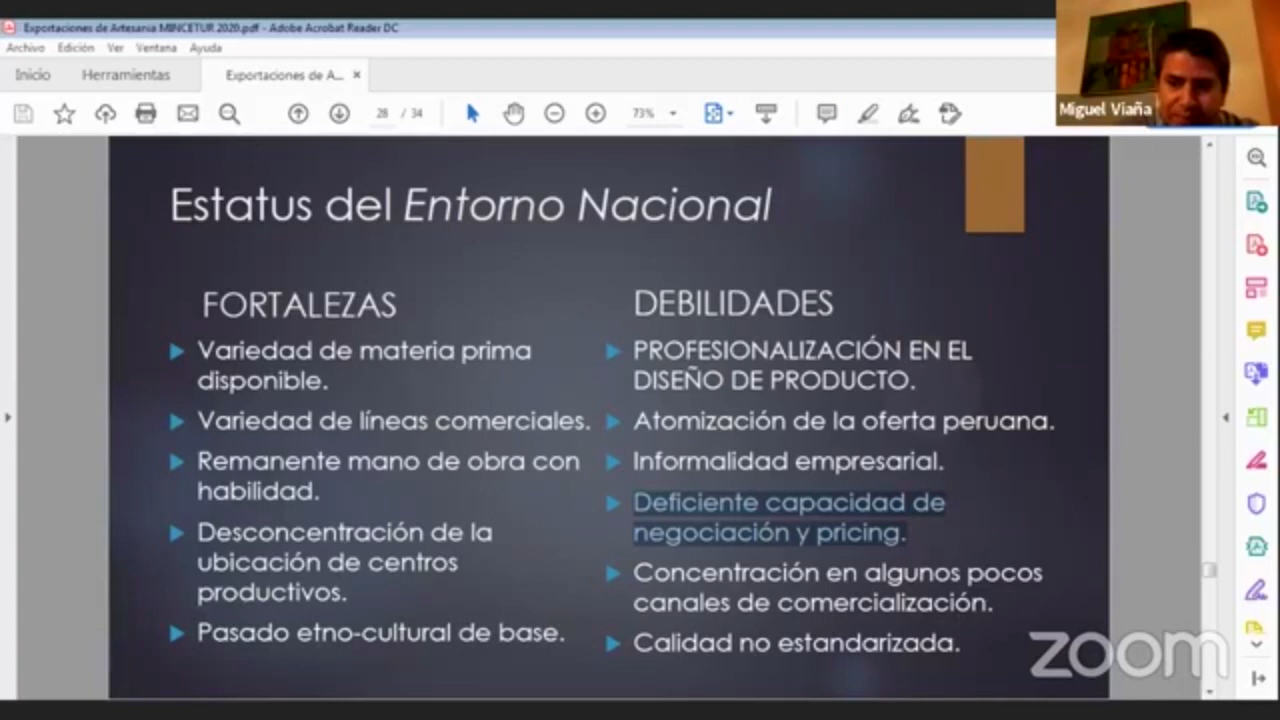 Exportaciones de Artesania MINCETUR 2020.pdf - Adobe Acrobat Reader DC
Archivo Edición Ver Ventana Ayuda
Inicio Herramientas Exportaciones de A... ×
28 / 34 73%
Miguel Viaña
Estatus del Entorno Nacional
FORTALEZAS
Variedad de materia prima
disponible.
Variedad de líneas comerciales.
Remanente mano de obra con
habilidad.
Desconcentración de la
ubicación de centros
productivos.
Pasado etno-cultural de base.
DEBILIDADES
PROFESIONALIZACIÓN EN EL
DISEÑO DE PRODUCTO.
Atomización de la oferta peruana.
Informalidad empresarial.
Deficiente capacidad de
negociación y pricing.
Concentración en algunos pocos
canales de comercialización.
Calidad no estandarizada.
zoom